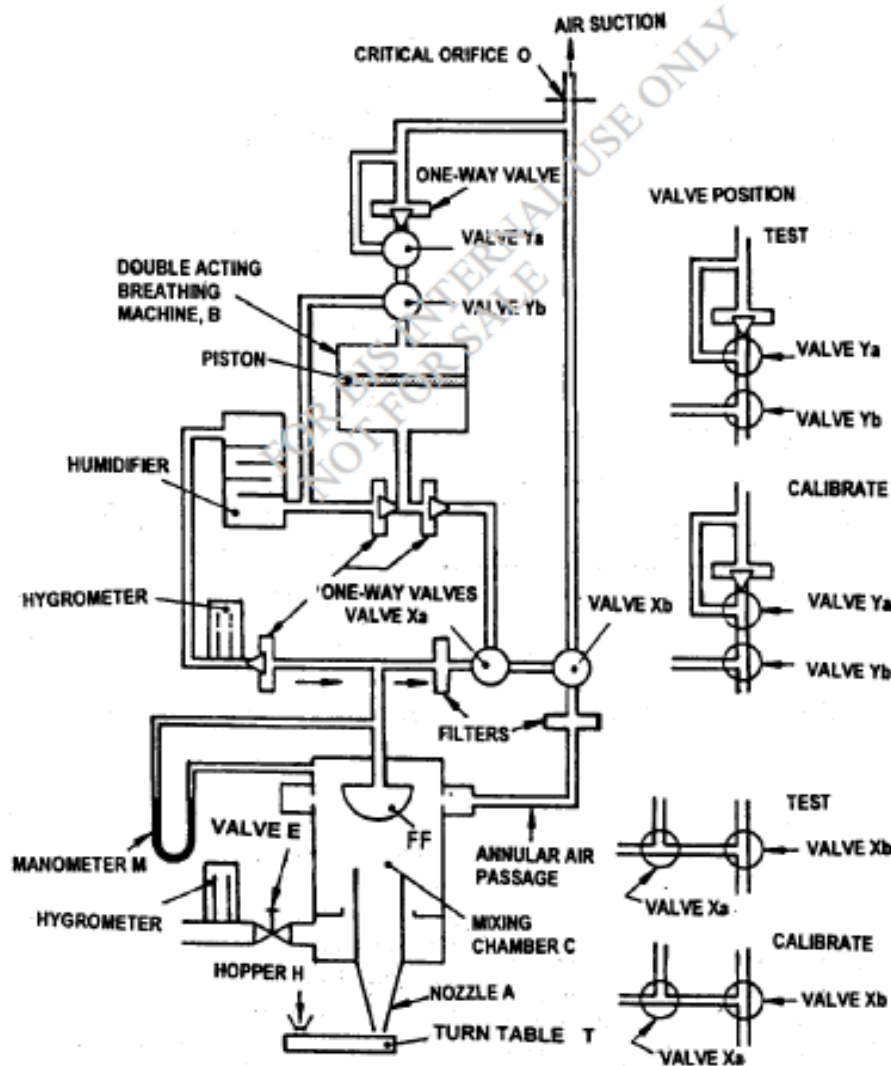 AIR SUCTION
CRITICAL ORIFICE O
ONE-WAY VALVE
VALVE Ya
DOUBLE ACTING
BREATHING
MACHINE, B
VALVE Yb
PISTON
HUMIDIFIER
HYGROMETER
ONE-WAY VALVES
VALVE Xa
VALVE Xb
FILTERS
MANOMETER M
VALVE E
FF
ANNULAR AIR
PASSAGE
HYGROMETER
MIXING
CHAMBER C
HOPPER H
NOZZLE A
TURN TABLE T
VALVE POSITION
TEST
VALVE Ya
VALVE Yb
CALIBRATE
VALVE Ya
VALVE Yb
TEST
VALVE Xb
VALVE Xa
CALIBRATE
VALVE Xb
VALVE Xa
FOR BIS INTERNAL USE ONLY
NOT FOR SALE